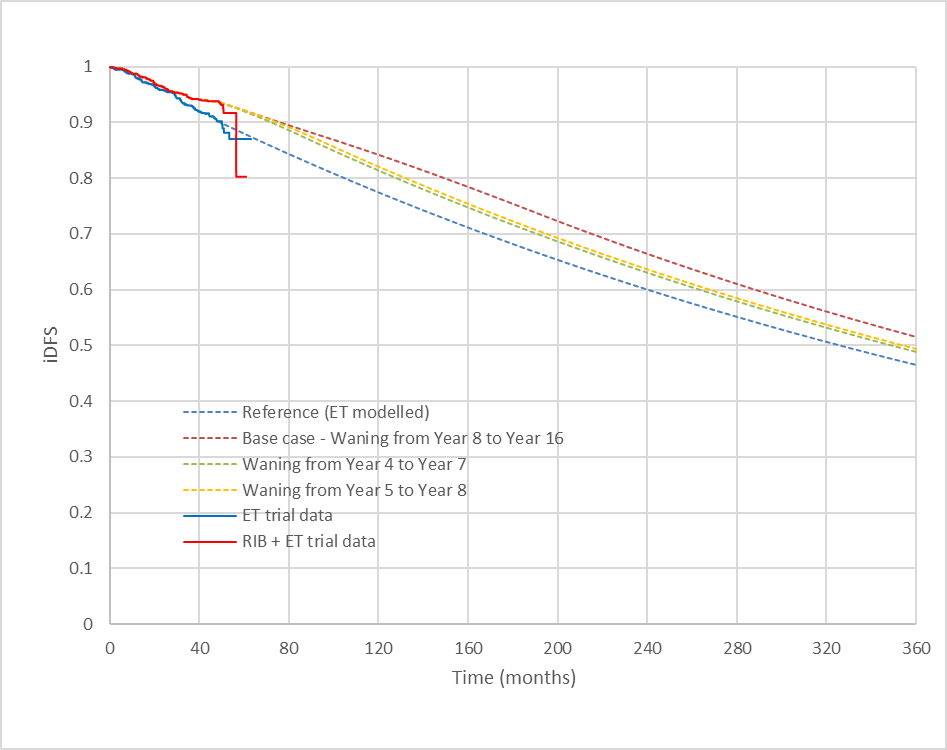 1
0.9
0.8
0.7
0.6
0.5
0.4
0.3
0.2
0.1
0
iDFS
Reference (ET modelled)
Base case - Waning from Year 8 to Year 16
Waning from Year 4 to Year 7
Waning from Year 5 to Year 8
ET trial data
RIB + ET trial data
0 40 80 120 160 200 240 280 320 360
Time (months)